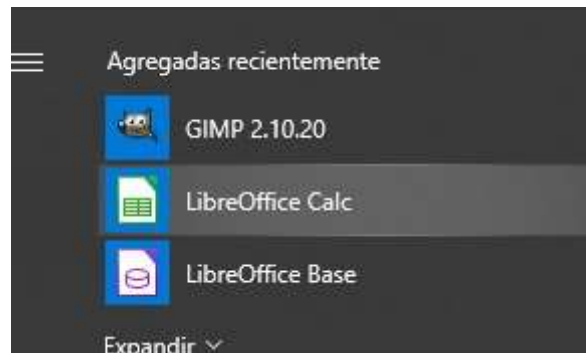 Agregadas recientemente
GIMP 2.10.20
LibreOffice Calc
LibreOffice Base
Expandir